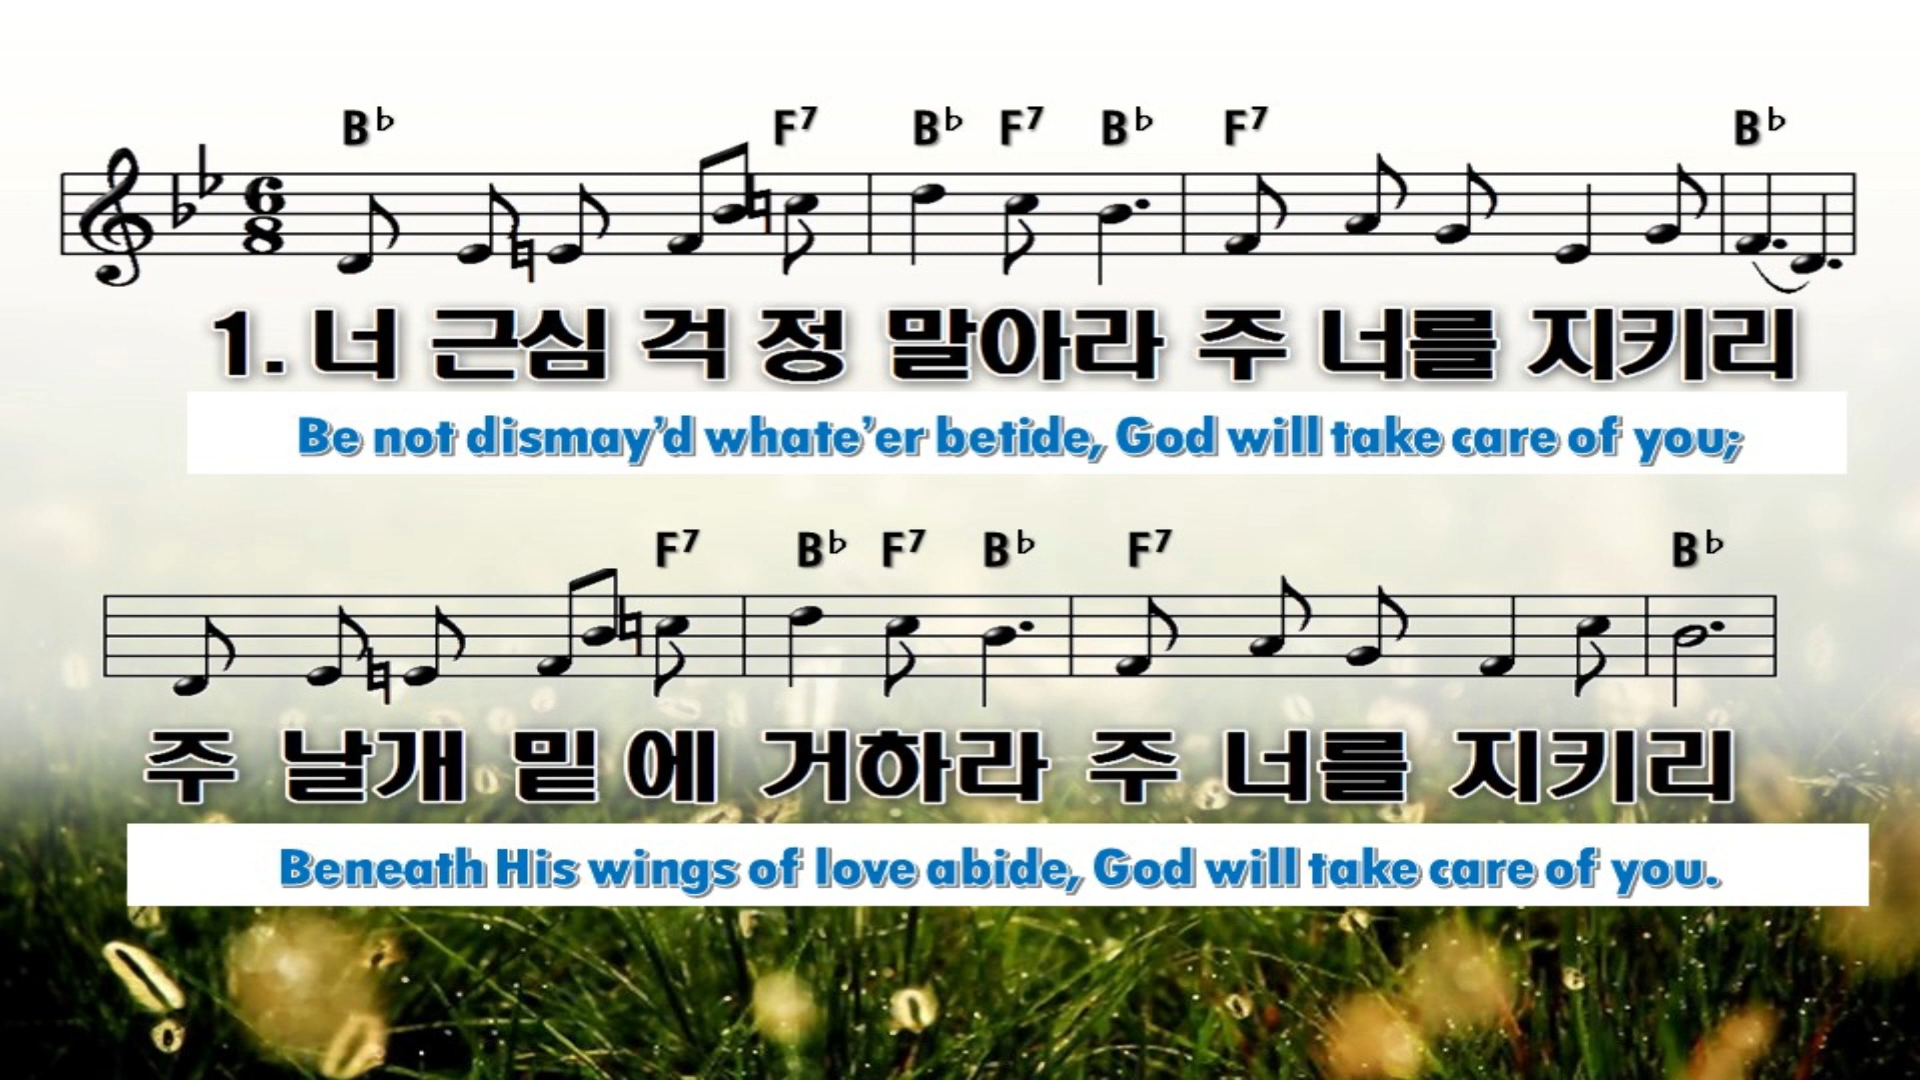 B♭ F7 B♭ F7 B♭ F7 B♭
6
8
1. 너 근심 걱 정 말아라 주 너를 지키리
Be not dismay’d whate’er betide, God will take care of you;
F7 B♭ F7 B♭ F7 B♭
주 날개 밑 에 거하라 주 너를 지키리
Beneath His wings of love abide, God will take care of you.